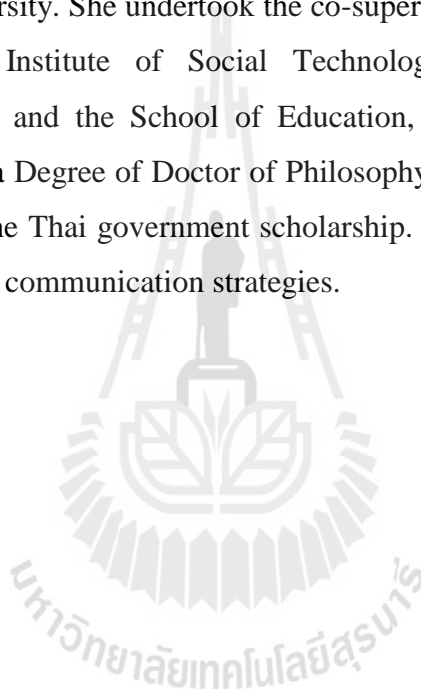 ersity. She undertook the co-super
Institute of Social Technolog
and the School of Education,
a Degree of Doctor of Philosophy
he Thai government scholarship.
communication strategies.
มหาวิทยาลัยเทคโนโลยีสุรนารี